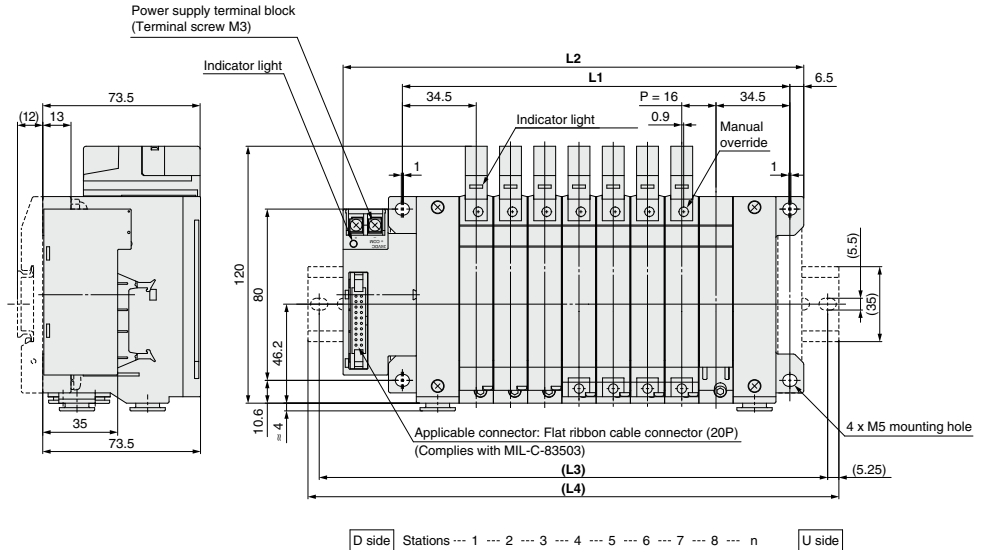 Power supply terminal block
(Terminal screw M3)
Indicator light
L2
L1
6.5
73.5
34.5
P = 16
34.5
(12)
13
Indicator light
0.9
Manual
override
1
1
(5.5)
(35)
120
80
46.2
10.6
≈ 4
35
73.5
Applicable connector: Flat ribbon cable connector (20P)
(Complies with MIL-C-83503)
4 x M5 mounting hole
(L3)
(5.25)
(L4)
D side Stations --- 1 --- 2 --- 3 --- 4 --- 5 --- 6 --- 7 --- 8 --- n U side